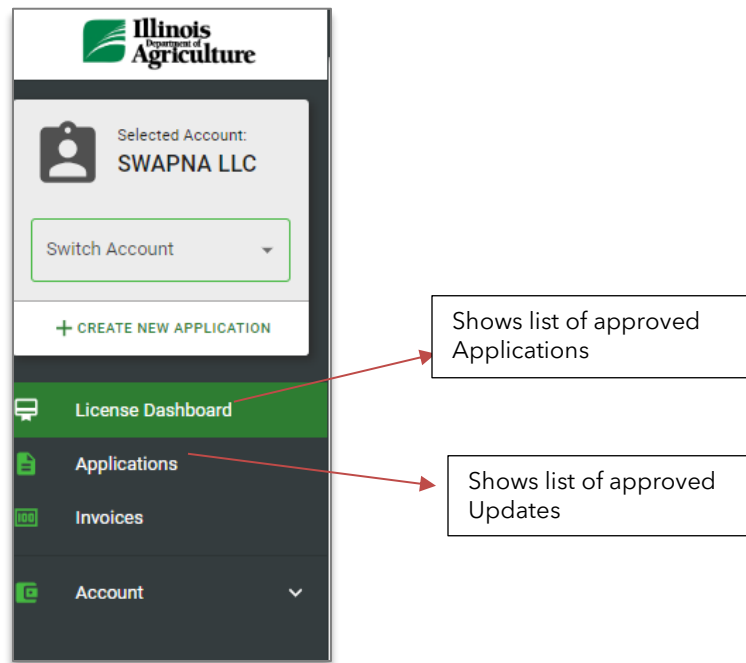 Illinois
Department of
Agriculture
Selected Account:
SWAPNA LLC
Switch Account
+ CREATE NEW APPLICATION
Shows list of approved
Applications
License Dashboard
Applications
Shows list of approved
Updates
100
Invoices
Account